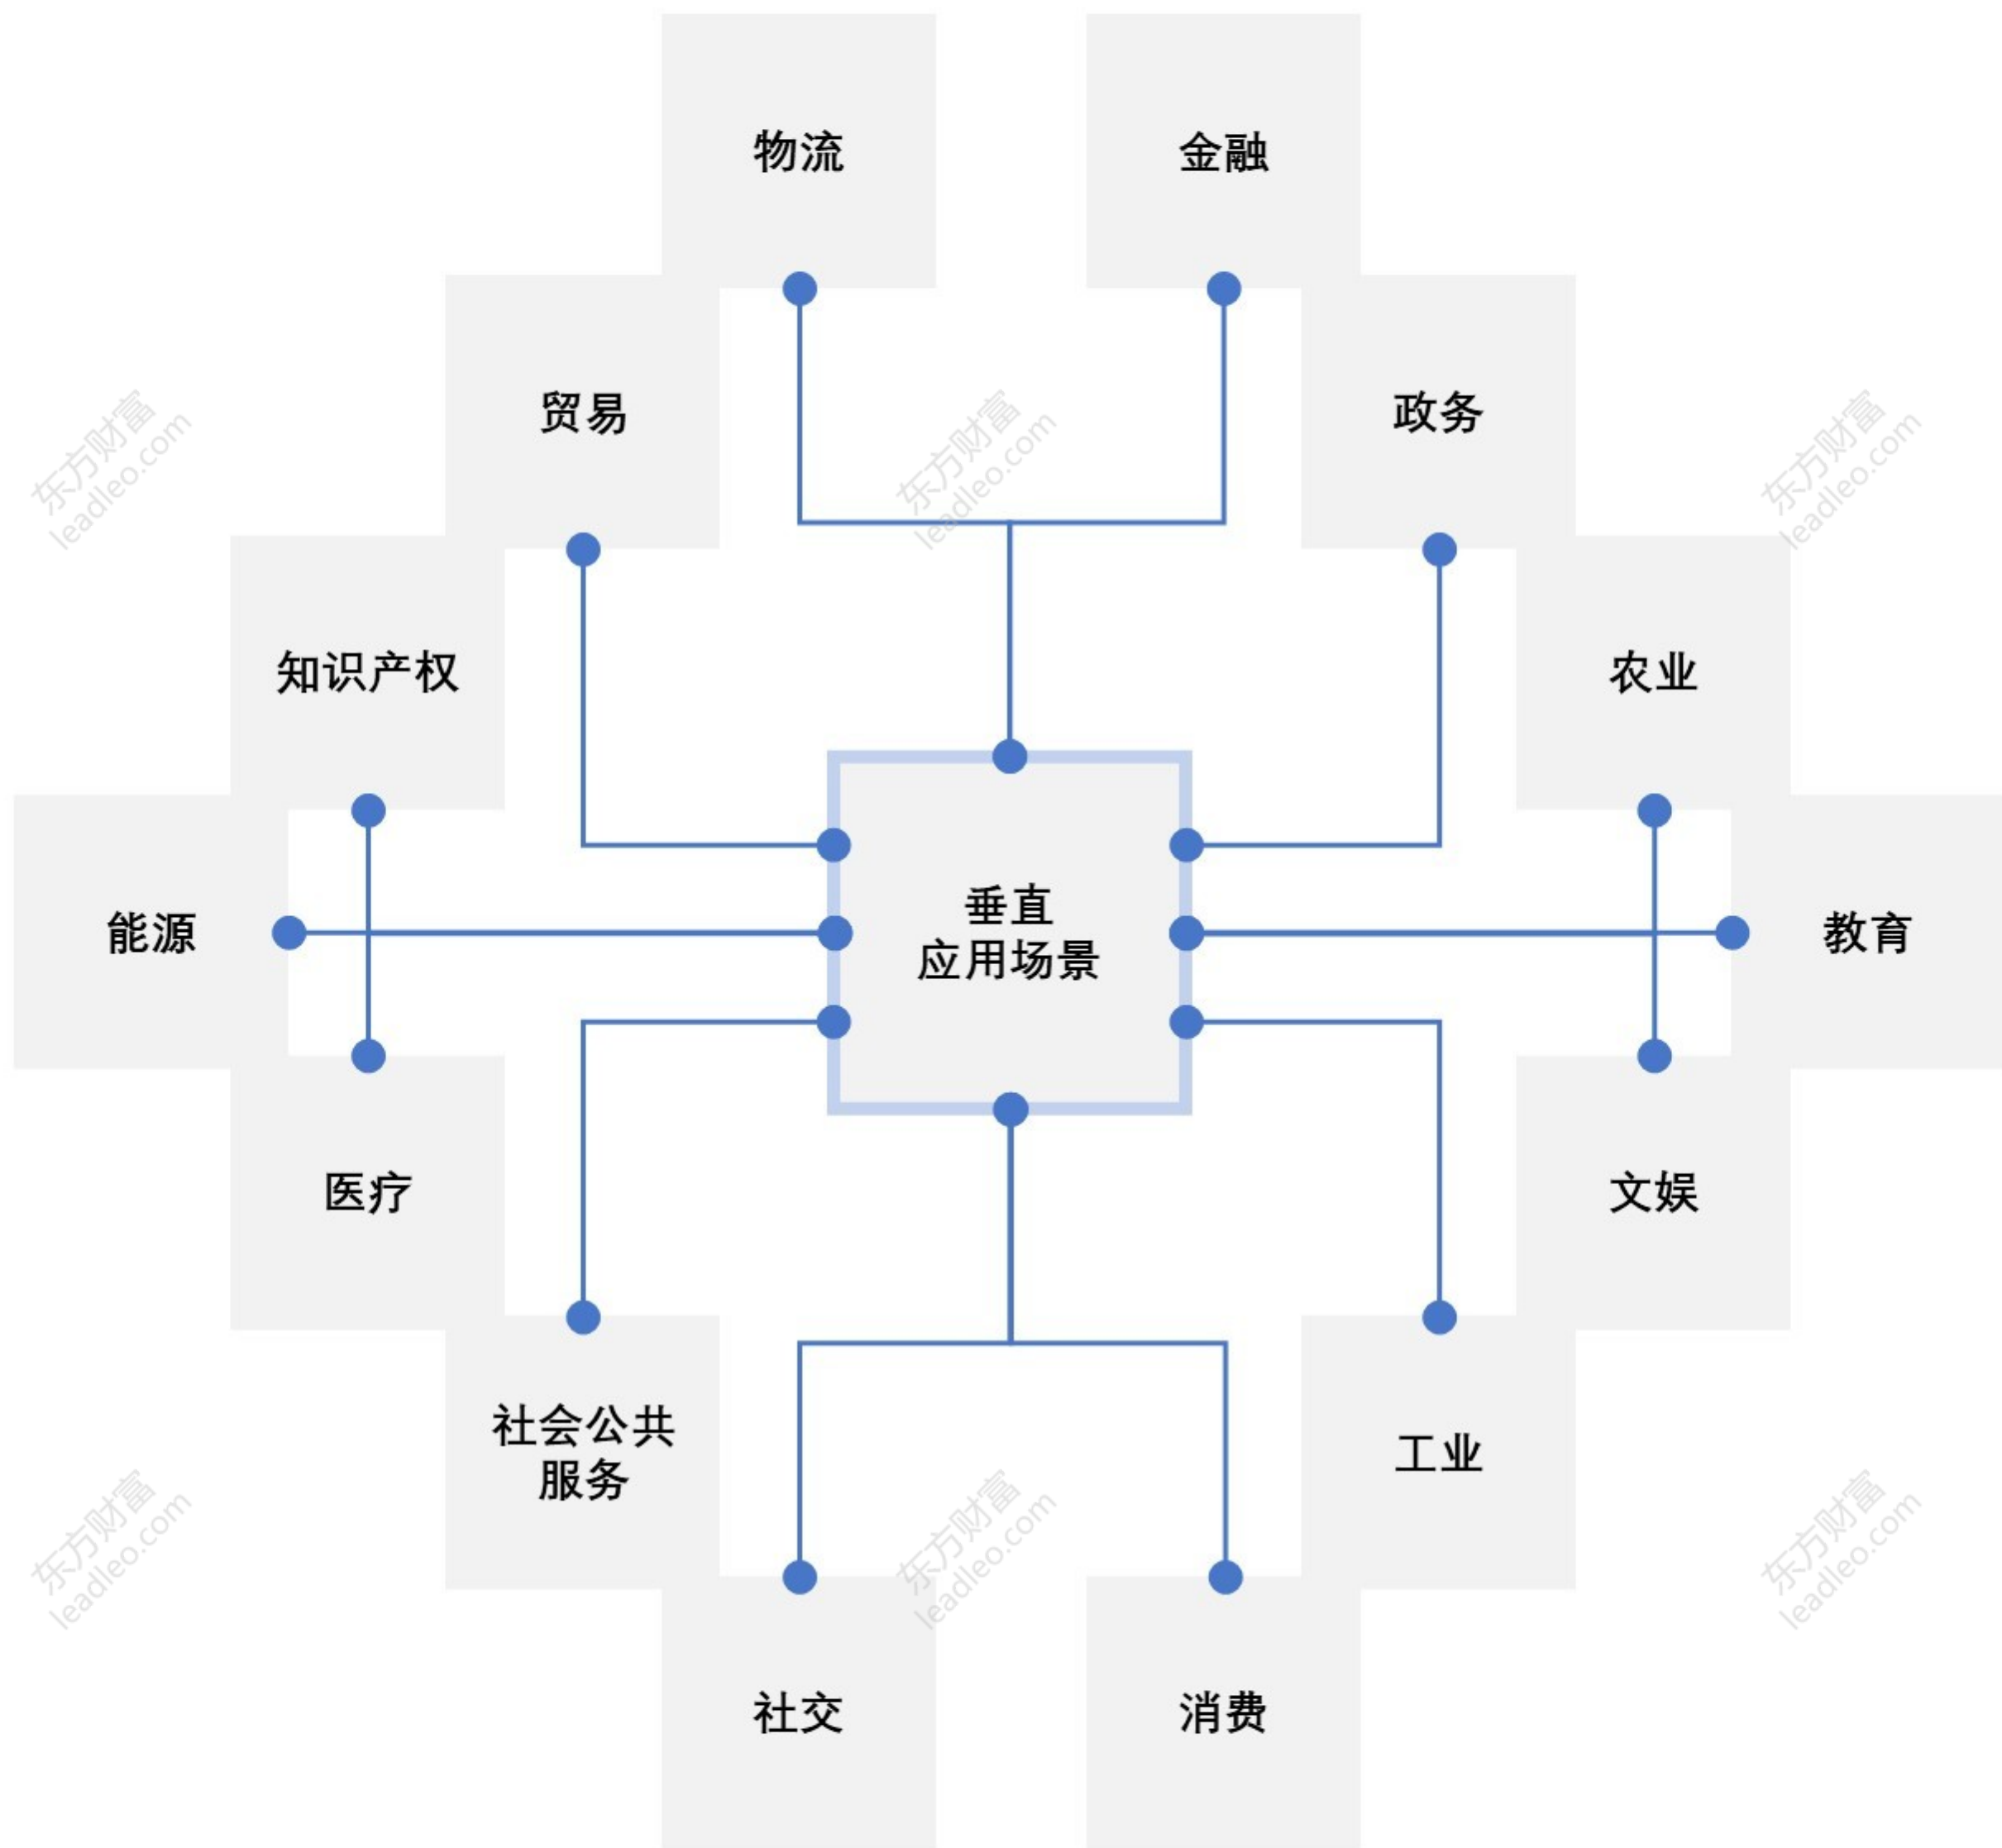 物流
金融
贸易
政务
东方财富
leadleo.com
东方财富
leadleo.com
东方财富
leadleo.com
知识产权
农业
能源
垂直
应用场景
教育
医疗
文娱
社会公共
服务
工业
东方财富
leadleo.com
东方财富
leadleo.com
东方财富
leadleo.com
社交
消费